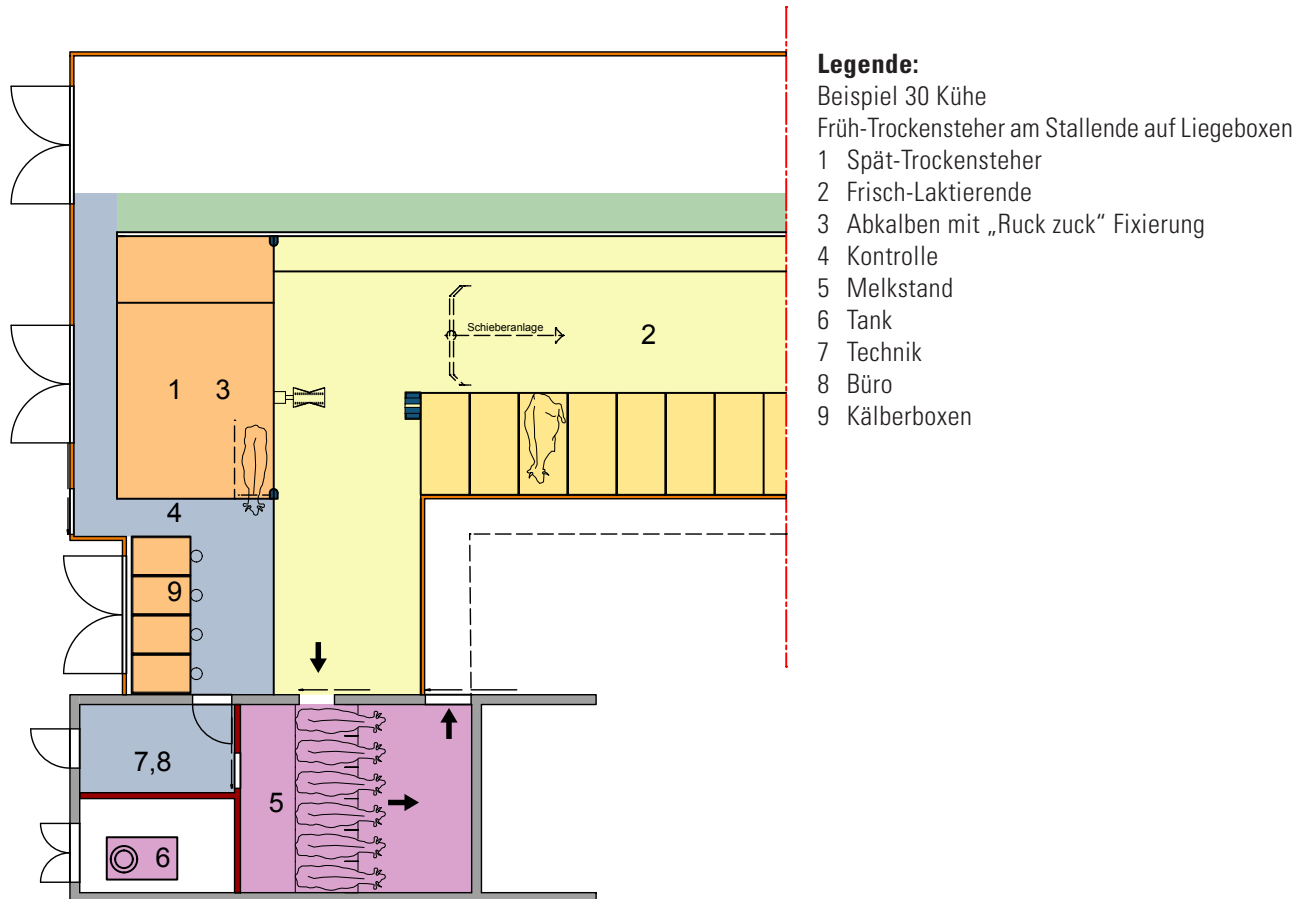 Legende:
Beispiel 30 Kühe
Früh-Trockensteher am Stallende auf Liegeboxen
1 Spät-Trockensteher
2 Frisch-Laktierende
3 Abkalben mit „Ruck zuck“ Fixierung
4 Kontrolle
5 Melkstand
6 Tank
7 Technik
8 Büro
9 Kälberboxen
Schieberanlage
2
1 3
4
9
7,8
5
6